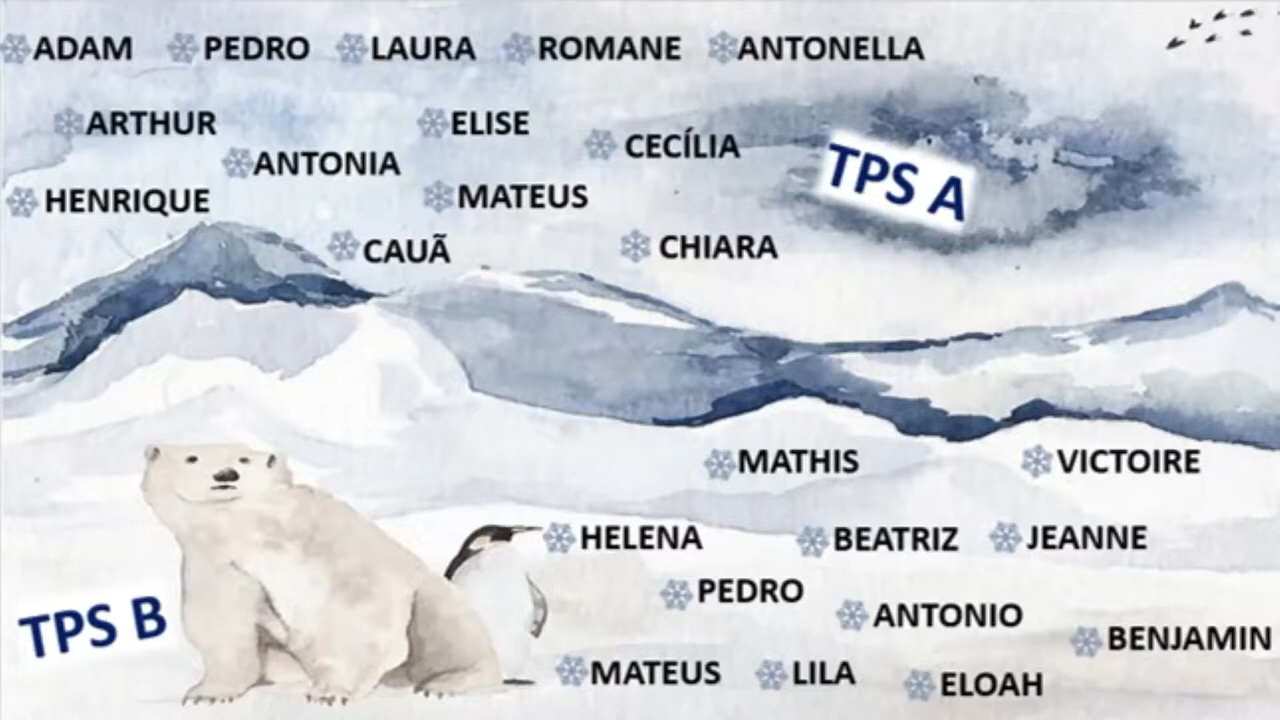 ADAM PEDRO LAURA ROMANE ANTONELLA
ARTHUR ELISE
CECÍLIA
ANTONIA
TPS A
HENRIQUE MATEUS
CAUÃ CHIARA
MATHIS VICTOIRE
HELENA BEATRIZ JEANNE
PEDRO
ANTONIO
TPS B
BENJAMIN
MATEUS LILA ELOAH